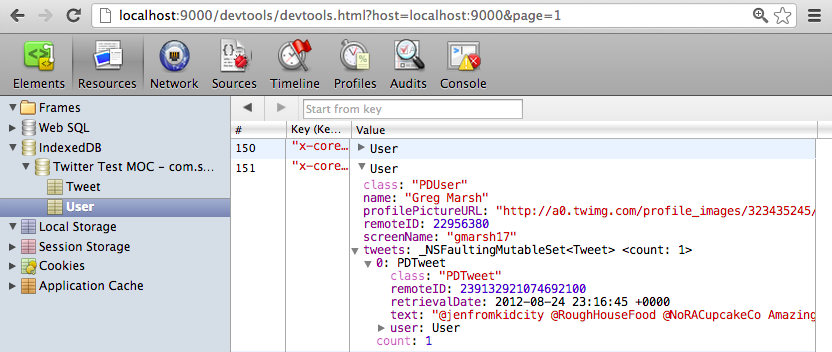 localhost:9000/devtools/devtools.html?host=localhost:9000&page=1
Elements Resources Network Sources Timeline Profiles Audits Console
Frames
Web SQL
IndexedDB
Twitter Test MOC – com.s...
Tweet
User
Local Storage
Session Storage
Cookies
Application Cache
Start from key
# Key (Ke... Value
150 "x-core... User
151 "x-core... User
class: "PDUser"
name: "Greg Marsh"
profilePictureURL: "http://a0.twimg.com/profile_images/323435245/
remoteID: 22956380
screenName: "gmarsh17"
tweets: _NSFaultingMutableSet<Tweet> <count: 1>
0: PDTweet
class: "PDTweet"
remoteID: 239132921074692100
retrievalDate: 2012-08-24 23:16:45 +0000
text: "@jenfromkidcity @RoughHouseFood @NoRACupcakeCo Amazing
user: User
count: 1